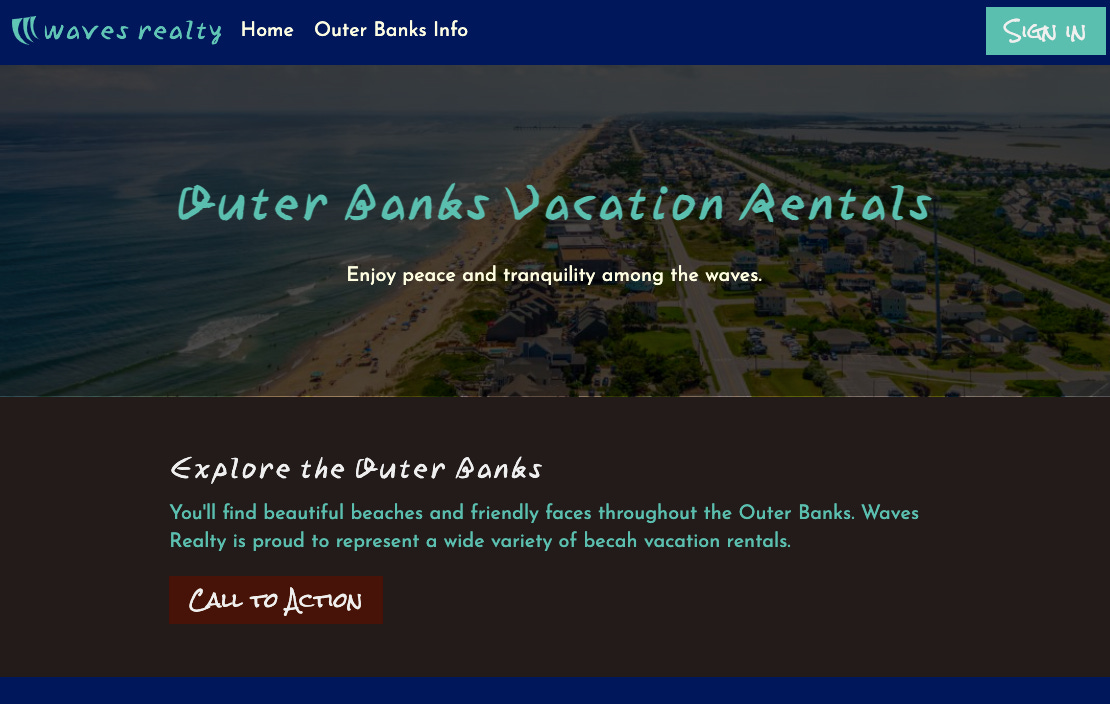 waves realty
Home
Outer Banks Info
Sign in
Outer Banks Vacation Rentals
Enjoy peace and tranquility among the waves.
Explore the Outer Banks
You'll find beautiful beaches and friendly faces throughout the Outer Banks. Waves
Realty is proud to represent a wide variety of becah vacation rentals.
Call to Action